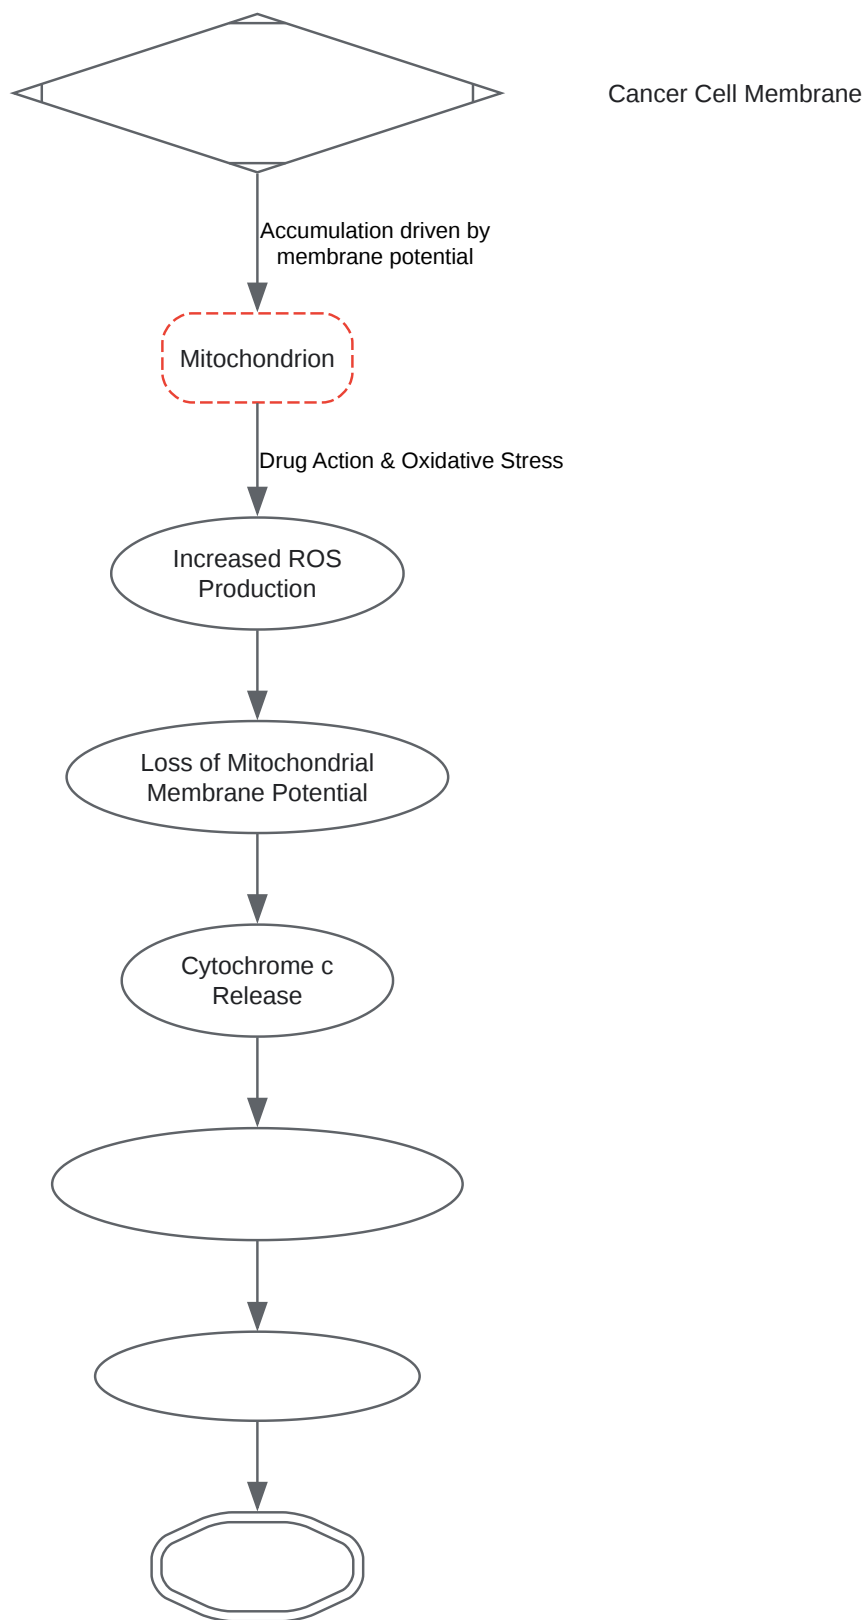 Cancer Cell Membrane
Accumulation driven by
membrane potential
Mitochondrion
Drug Action & Oxidative Stress
Increased ROS
Production
Loss of Mitochondrial
Membrane Potential
Cytochrome c
Release